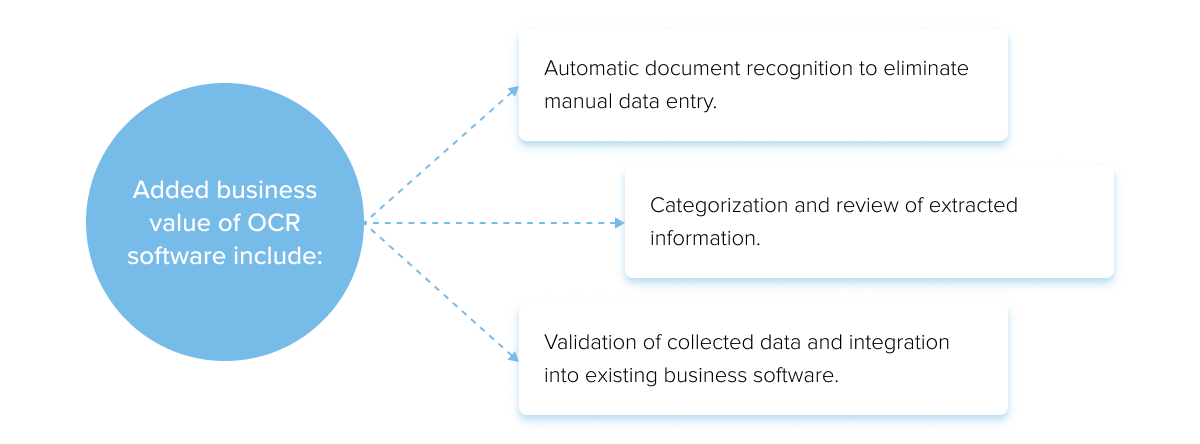 Added business
value of OCR
software include:
Automatic document recognition to eliminate
manual data entry.
Categorization and review of extracted
information.
Validation of collected data and integration
into existing business software.